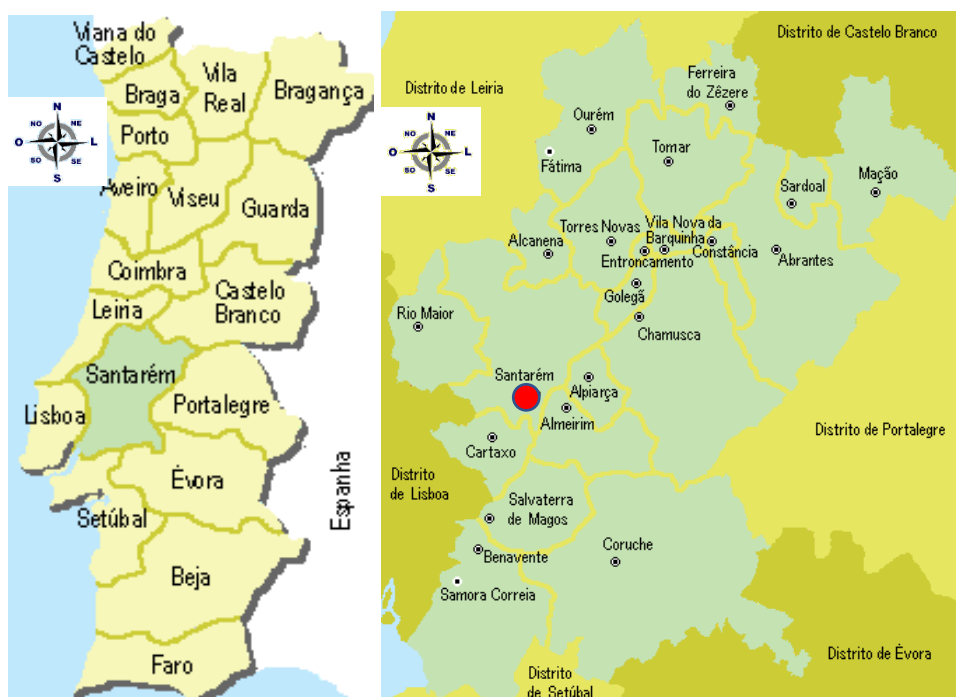 Viana do
Castelo
Braga
Vila
Real
Bragança
N
NO
NE
O
L
SO
SE
S
Porto
Aveiro
Viseu
Guarda
Coimbra
Castelo
Branco
Leiria
Santarém
Lisboa
Portalegre
Évora
Setúbal
Espanha
Beja
Faro
Distrito de Castelo Branco
Distrito de Leiria
Ferreira
do Zêzere
N
NO
NE
O
L
SO
SE
S
Ourém
Tomar
Fátima
Sardoal
Mação
Alcanena
Torres Novas
Vila Nova da
Barquinha
Constância
Entroncamento
Abrantes
Golegã
Rio Maior
Chamusca
Santarém
Alpiarça
Almeirim
Distrito de Portalegre
Cartaxo
Distrito
de Lisboa
Salvaterra
de Magos
Benavente
Coruche
Samora Correia
Distrito de Évora
Distrito
de Setúbal